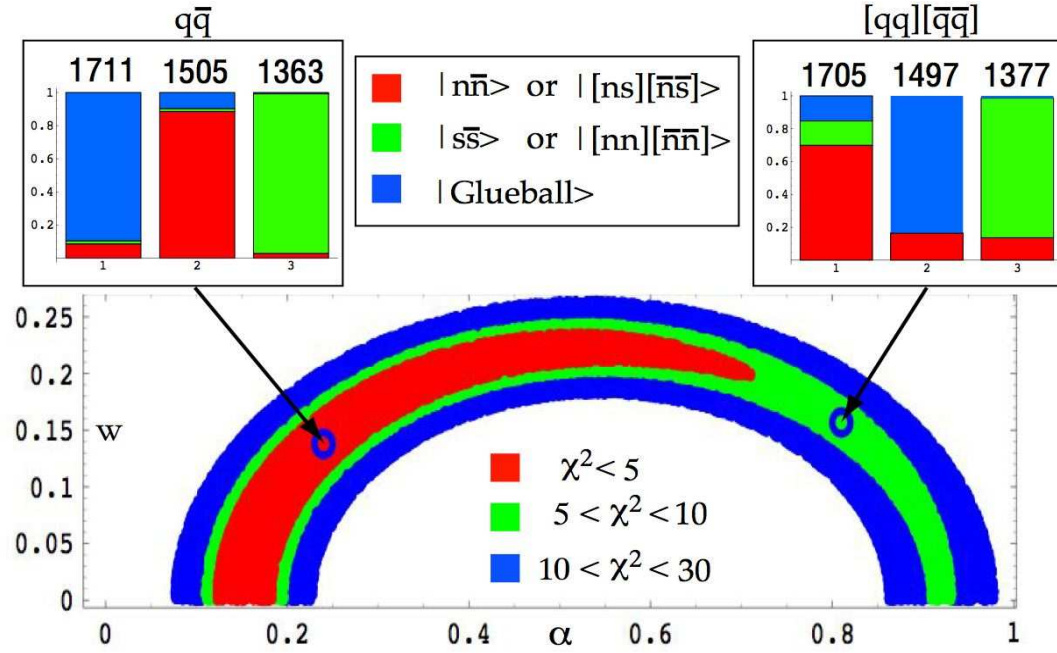 qq̅
1711 1505 1363
1
0.8
0.6
0.4
0.2
1 2 3
| nn̅> or | [ns][n̅s̅]>
| ss̅> or | [nn][n̅n̅]>
| Glueball>
[qq][q̅q̅]
1705 1497 1377
1
0.8
0.6
0.4
0.2
1 2 3
0.25
0.2
0.15
0.1
0.05
0
w
χ² < 5
5 < χ² < 10
10 < χ² < 30
0 0.2 0.4 0.6 0.8 1
α